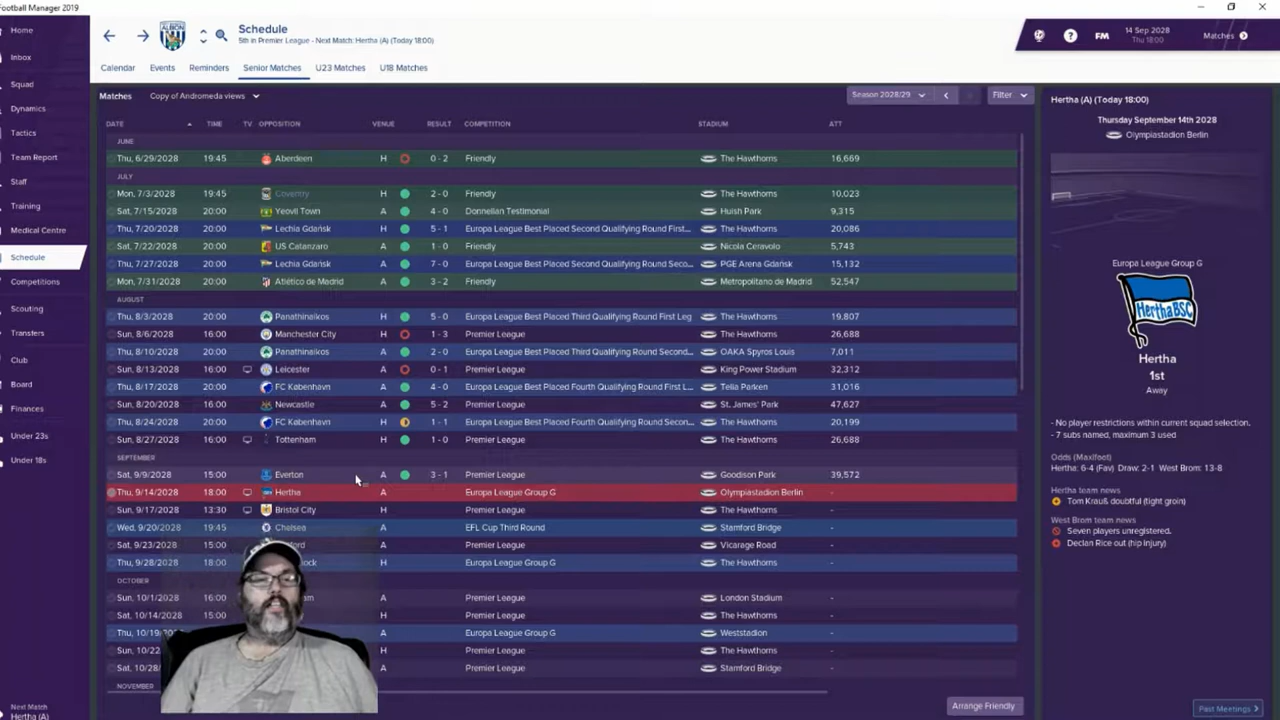 Football Manager 2019
Home
Inbox
Squad
Dynamics
Tactics
Team Report
Staff
Training
Medical Centre
Schedule
Competitions
Scouting
Transfers
Club
Board
Finances
Under 23s
Under 18s
Next Match
Hertha (A)
ALBION
Schedule
5th in Premier League - Next Match: Hertha (A) (Today 18:00)
? FM 14 Sep 2028 Thu 18:00 Matches
Calendar Events Reminders Senior Matches U23 Matches U18 Matches
Matches Copy of Andromeda views Season 2028/29 Filter
DATE TIME TV OPPOSITION VENUE RESULT COMPETITION STADIUM ATT
JUNE
Thu, 6/29/2028 19:45 Aberdeen H 0 - 2 Friendly The Hawthorns 16,669
JULY
Mon, 7/3/2028 19:45 Coventry H 2 - 0 Friendly The Hawthorns 10,023
Sat, 7/15/2028 20:00 Yeovil Town A 4 - 0 Donnellan Testimonial Huish Park 9,315
Thu, 7/20/2028 20:00 Lechia Gdańsk H 5 - 1 Europa League Best Placed Second Qualifying Round First... The Hawthorns 20,086
Sat, 7/22/2028 20:00 US Catanzaro A 1 - 0 Friendly Nicola Ceravolo 5,743
Thu, 7/27/2028 20:00 Lechia Gdańsk A 7 - 0 Europa League Best Placed Second Qualifying Round Seco... PGE Arena Gdańsk 15,132
Mon, 7/31/2028 20:00 Atlético de Madrid A 3 - 2 Friendly Metropolitano de Madrid 52,547
AUGUST
Thu, 8/3/2028 20:00 Panathinaikos H 5 - 0 Europa League Best Placed Third Qualifying Round First Leg The Hawthorns 19,807
Sun, 8/6/2028 16:00 Manchester City H 1 - 3 Premier League The Hawthorns 26,688
Thu, 8/10/2028 20:00 Panathinaikos A 2 - 0 Europa League Best Placed Third Qualifying Round Second... OAKA Spyros Louis 7,011
Sun, 8/13/2028 16:00 Leicester A 0 - 1 Premier League King Power Stadium 32,312
Thu, 8/17/2028 20:00 FC København A 4 - 0 Europa League Best Placed Fourth Qualifying Round First L... Telia Parken 31,016
Sun, 8/20/2028 16:00 Newcastle A 5 - 2 Premier League St. James' Park 47,627
Thu, 8/24/2028 20:00 FC København H 1 - 1 Europa League Best Placed Fourth Qualifying Round Secon... The Hawthorns 20,199
Sun, 8/27/2028 16:00 Tottenham H 1 - 0 Premier League The Hawthorns 26,688
SEPTEMBER
Sat, 9/9/2028 15:00 Everton A 3 - 1 Premier League Goodison Park 39,572
Thu, 9/14/2028 18:00 Hertha A Europa League Group G Olympiastadion Berlin -
Sun, 9/17/2028 13:30 Bristol City H Premier League The Hawthorns -
Wed, 9/20/2028 19:45 Chelsea A EFL Cup Third Round Stamford Bridge -
Sat, 9/23/2028 15:00 A Premier League Vicarage Road -
Thu, 9/28/2028 18:00 H Europa League Group G The Hawthorns -
OCTOBER
Sun, 10/1/2028 16:00 A Premier League London Stadium -
Sat, 10/14/2028 15:00 H Premier League The Hawthorns -
Thu, 10/19/ A Europa League Group G Weststadion -
Sun, 10/22 H Premier League The Hawthorns -
Sat, 10/28/ A Premier League Stamford Bridge -
NOVEMBER
Arrange Friendly
Hertha (A) (Today 18:00)
Thursday September 14th 2028
Olympiastadion Berlin
Europa League Group G
Hertha BSC
Hertha
1st
Away
- No player restrictions within current squad selection.
- 7 subs named, maximum 3 used
Odds (Maxifoot)
Hertha: 6-4 (Fav) Draw: 2-1 West Brom: 13-8
Hertha team news
Tom Krauß doubtful (tight groin)
West Brom team news
Seven players unregistered.
Declan Rice out (hip injury)
Past Meetings